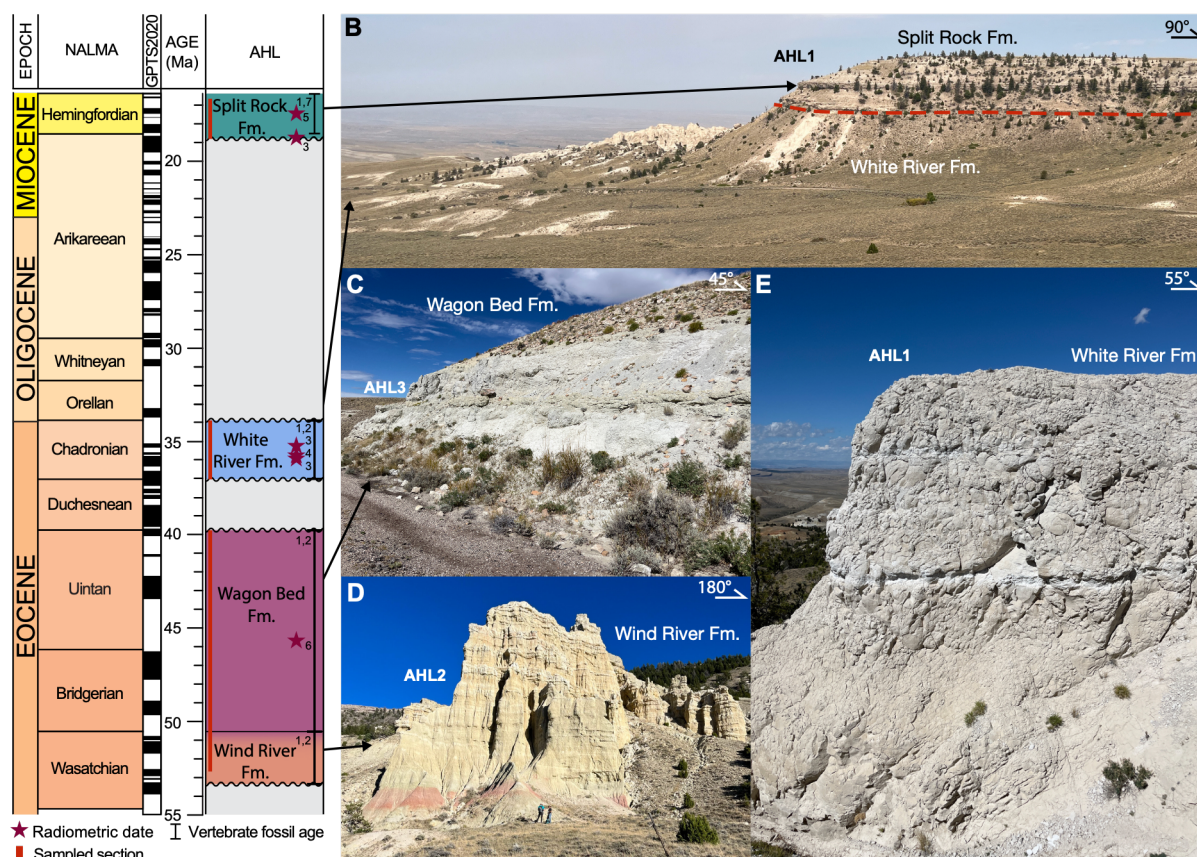 EPOCH
NALMA
GPTS2020
AGE
(Ma)
AHL
MIOCENE
OLIGOCENE
EOCENE
Hemingfordian
Arikareean
Whitneyan
Orellan
Chadronian
Duchesnean
Uintan
Bridgerian
Wasatchian
20
25
30
35
40
45
50
55
Split Rock
Fm.
1,7
5
3
White
River Fm.
1,2
3
4
3
Wagon Bed
Fm.
1,2
6
Wind River
Fm.
1,2
Radiometric date
Vertebrate fossil age
Sampled section
B
Split Rock Fm.
90°
AHL1
White River Fm.
C
45°
Wagon Bed Fm.
AHL3
D
180°
Wind River Fm.
AHL2
E
55°
AHL1
White River Fm